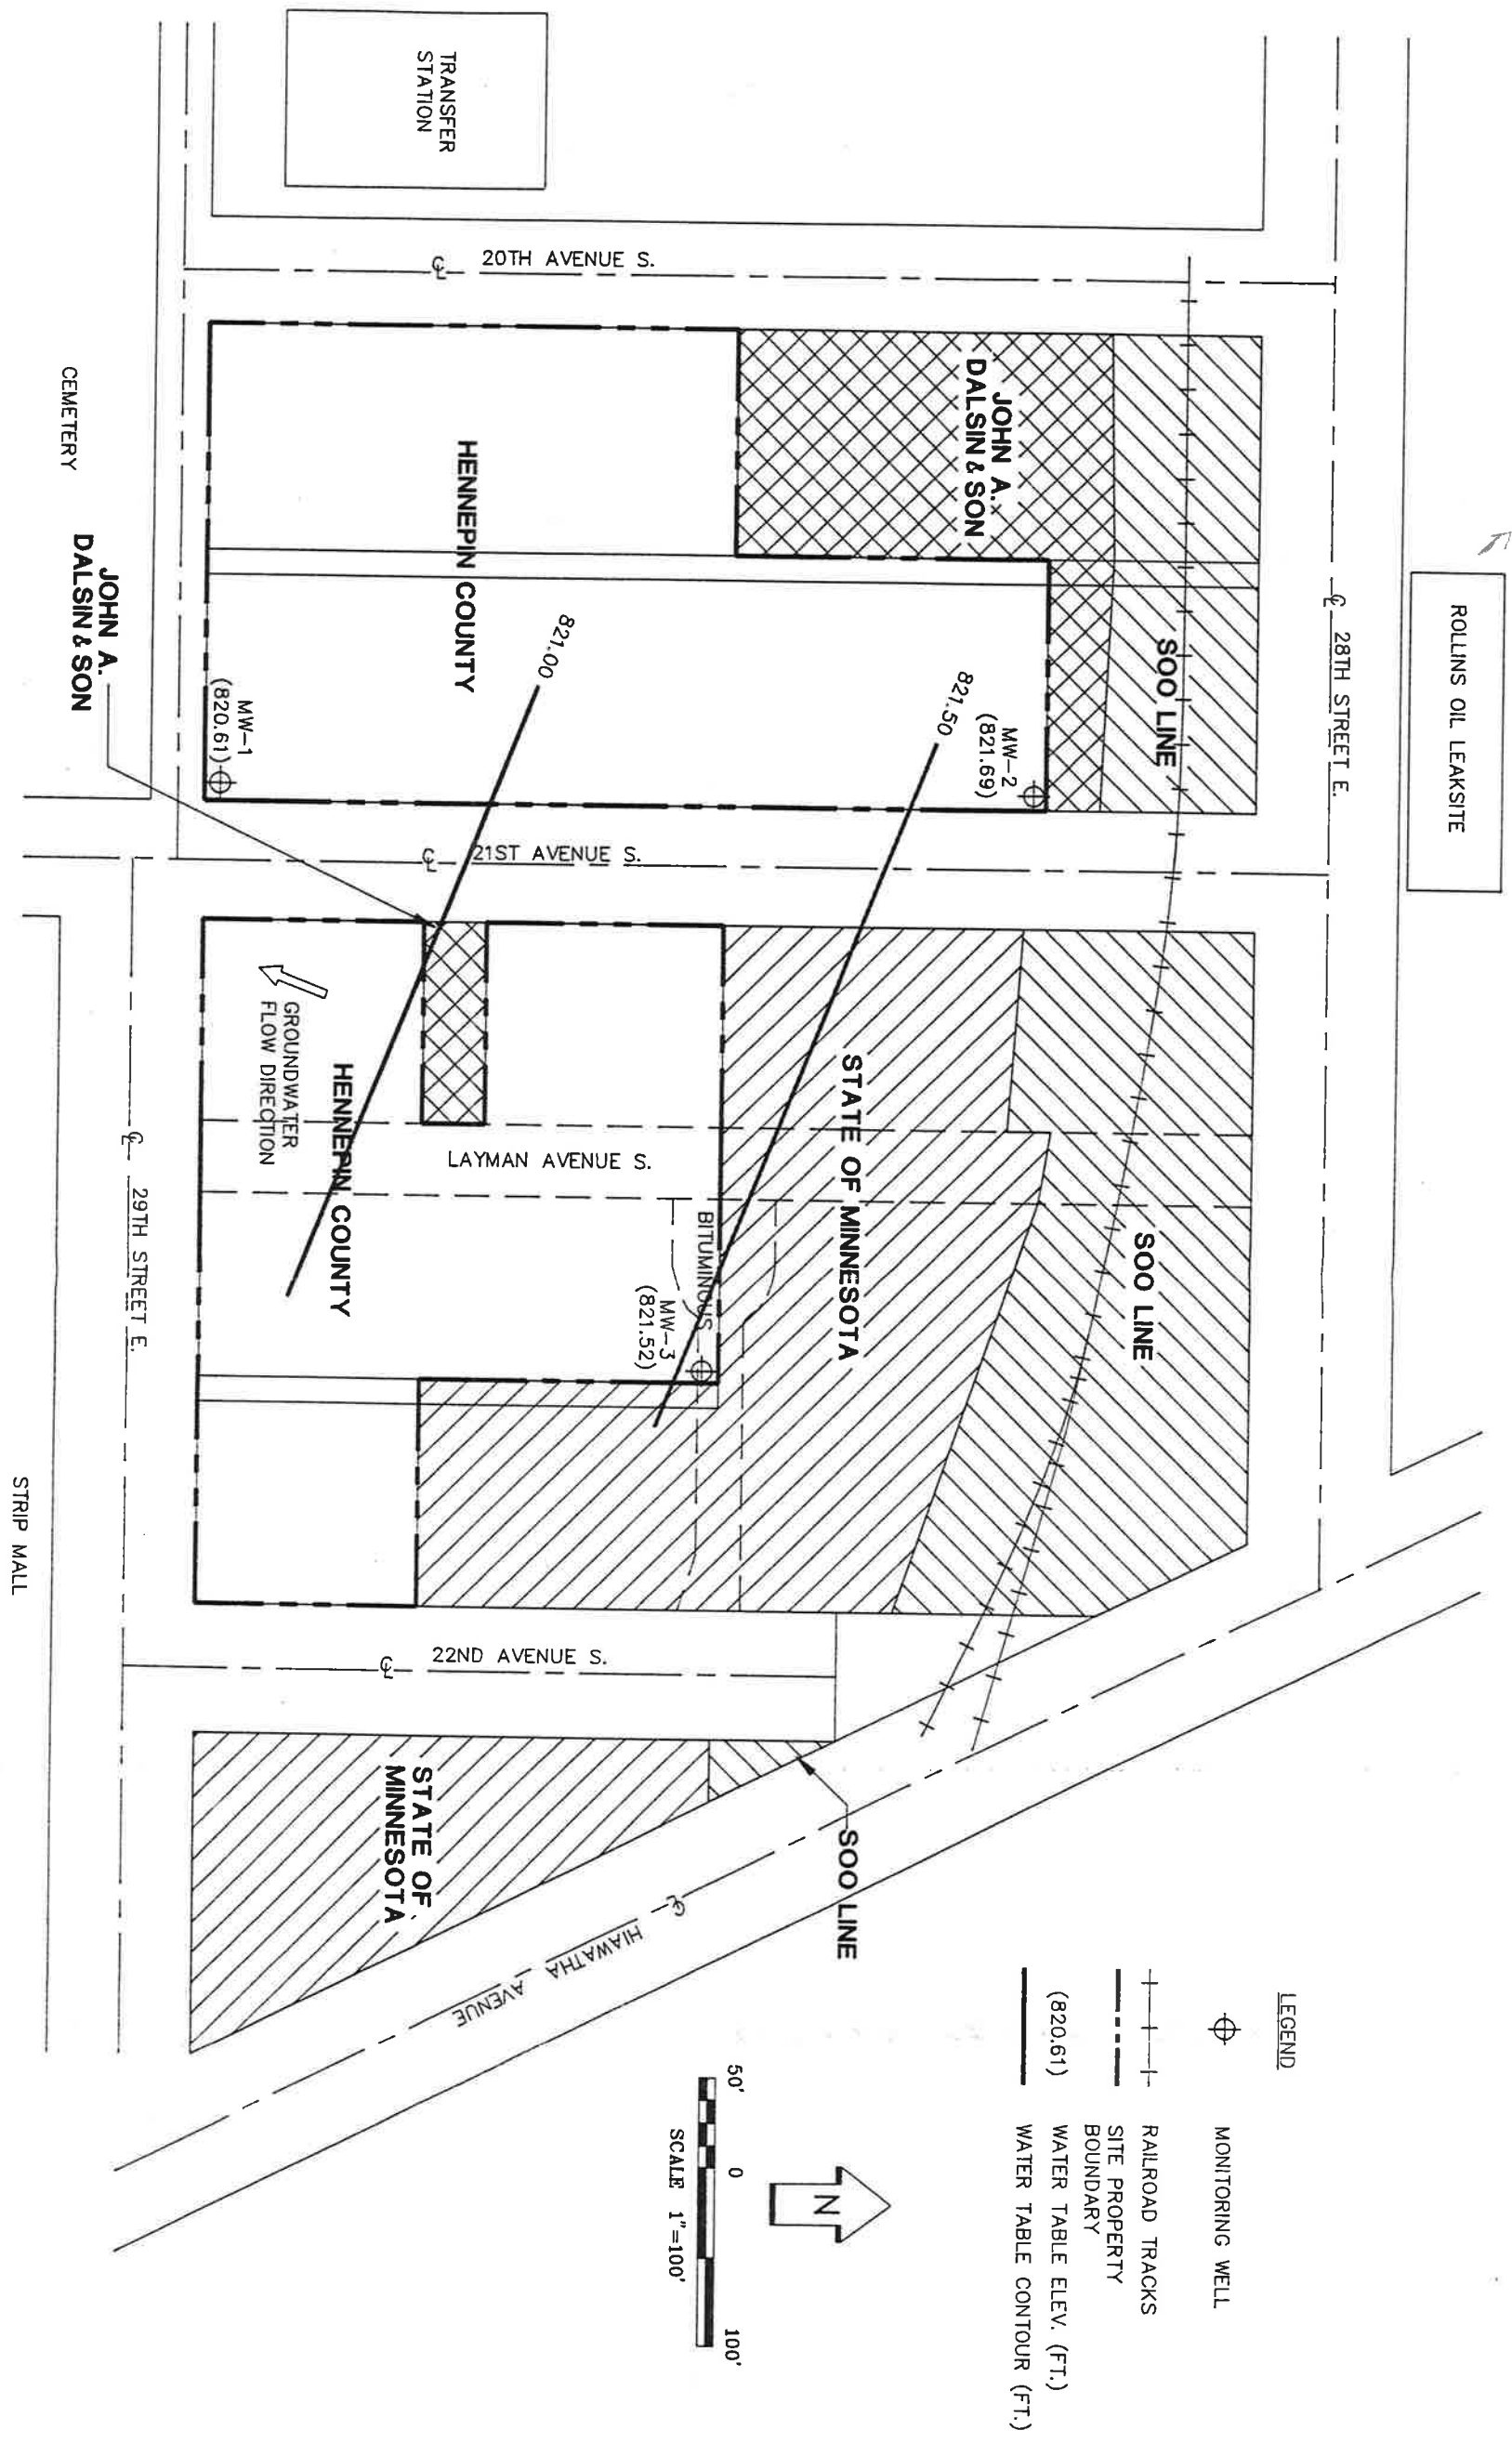 ROLLINS OIL LEAKSITE
28TH STREET E.
TRANSFER
STATION
20TH AVENUE S.
JOHN A.
DALSIN & SON
SOO LINE
HENNEPIN COUNTY
821.00
821.50
MW-2
(821.69)
MW-1
(820.61)
CEMETERY
JOHN A.
DALSIN & SON
21ST AVENUE S.
STATE OF MINNESOTA
SOO LINE
GROUNDWATER
FLOW DIRECTION
HENNEPIN COUNTY
LAYMAN AVENUE S.
BITUMINOUS
MW-3
(821.52)
29TH STREET E.
STRIP MALL
22ND AVENUE S.
STATE OF
MINNESOTA
SOO LINE
HIAWATHA AVENUE
LEGEND
MONITORING WELL
RAILROAD TRACKS
SITE PROPERTY
BOUNDARY
(820.61) WATER TABLE ELEV. (FT.)
WATER TABLE CONTOUR (FT.)
N
50' 0 100'
SCALE 1"=100'